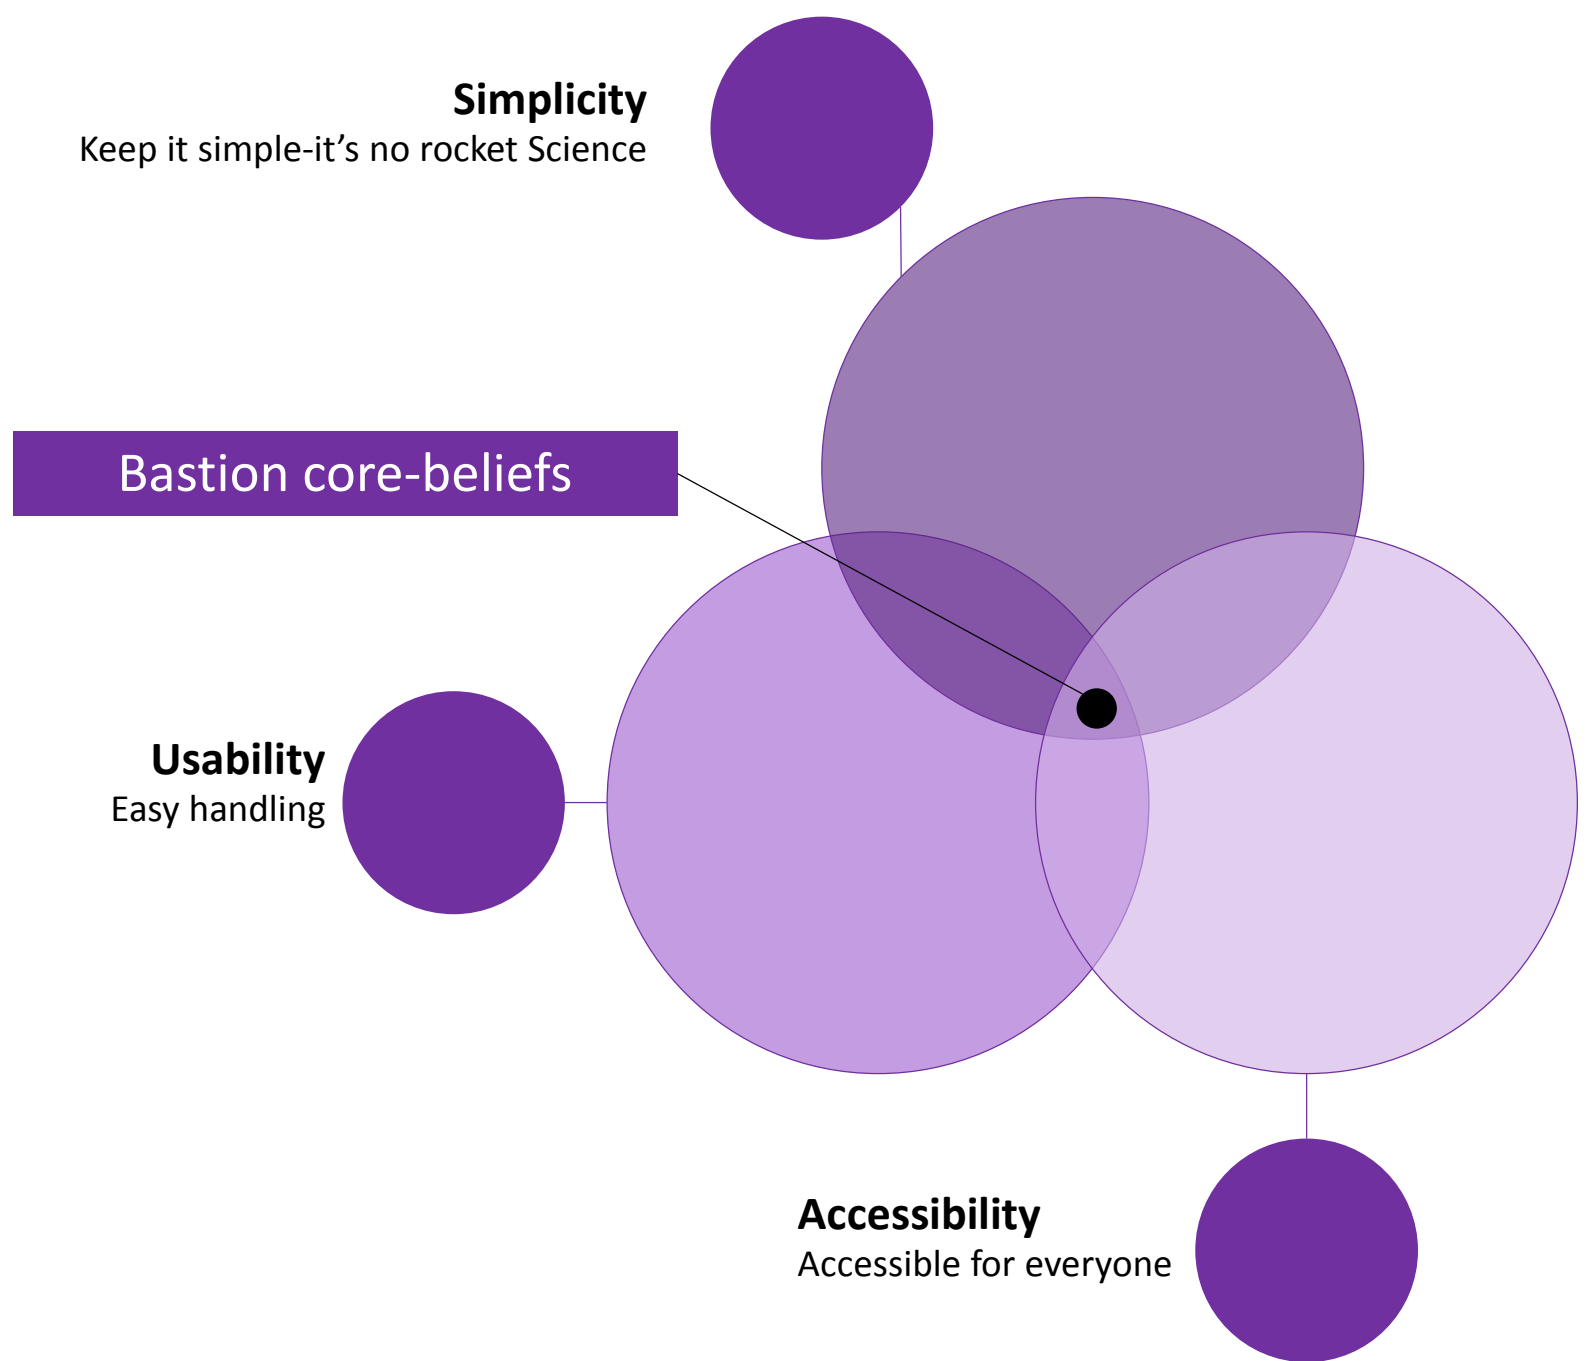 Simplicity
Keep it simple-it’s no rocket Science
Bastion core-beliefs
Usability
Easy handling
Accessibility
Accessible for everyone